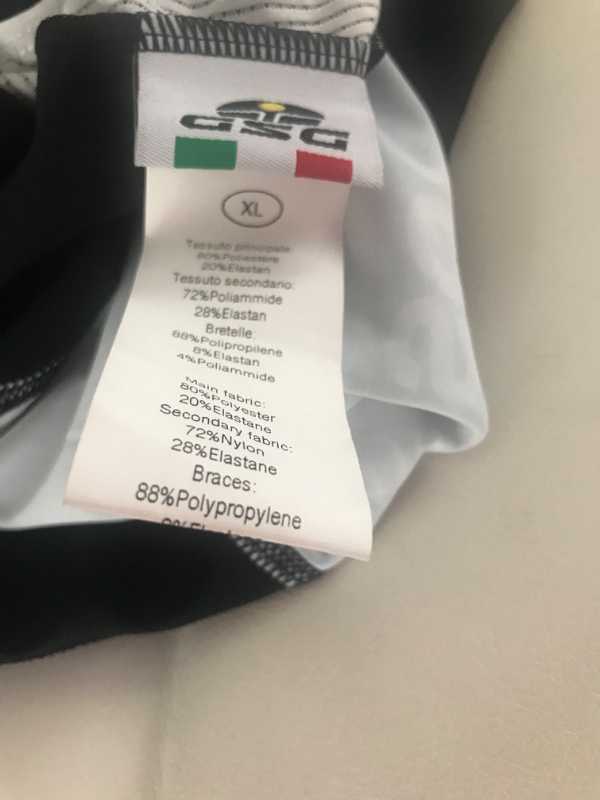 GSG
XL
Tessuto principale
80%Poliestere
20%Elastan
Tessuto secondario:
72%Poliammide
28%Elastan
Bretelle:
88%Polipropilene
8%Elastan
4%Poliammide
Main fabric:
80%Polyester
20%Elastane
Secondary fabric:
72%Nylon
28%Elastane
Braces:
88%Polypropylene